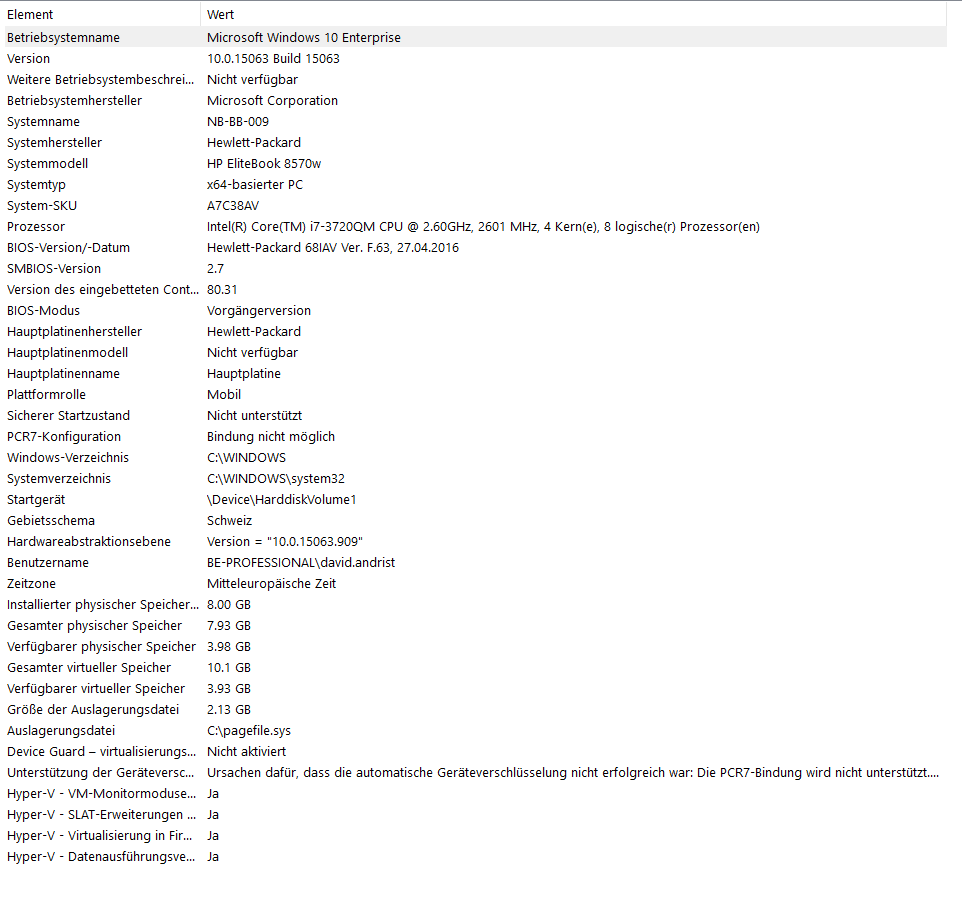 Element Wert
Betriebsystemname Microsoft Windows 10 Enterprise
Version 10.0.15063 Build 15063
Weitere Betriebsystembeschrei... Nicht verfügbar
Betriebsystemhersteller Microsoft Corporation
Systemname NB-BB-009
Systemhersteller Hewlett-Packard
Systemmodell HP EliteBook 8570w
Systemtyp x64-basierter PC
System-SKU A7C38AV
Prozessor Intel(R) Core(TM) i7-3720QM CPU @ 2.60GHz, 2601 MHz, 4 Kern(e), 8 logische(r) Prozessor(en)
BIOS-Version/-Datum Hewlett-Packard 68IAV Ver. F.63, 27.04.2016
SMBIOS-Version 2.7
Version des eingebetteten Cont... 80.31
BIOS-Modus Vorgängerversion
Hauptplatinenhersteller Hewlett-Packard
Hauptplatinenmodell Nicht verfügbar
Hauptplatinenname Hauptplatine
Plattformrolle Mobil
Sicherer Startzustand Nicht unterstützt
PCR7-Konfiguration Bindung nicht möglich
Windows-Verzeichnis C:\WINDOWS
Systemverzeichnis C:\WINDOWS\system32
Startgerät \Device\HarddiskVolume1
Gebietsschema Schweiz
Hardwareabstraktionsebene Version = "10.0.15063.909"
Benutzername BE-PROFESSIONAL\david.andrist
Zeitzone Mitteleuropäische Zeit
Installierter physischer Speicher... 8.00 GB
Gesamter physischer Speicher 7.93 GB
Verfügbarer physischer Speicher 3.98 GB
Gesamter virtueller Speicher 10.1 GB
Verfügbarer virtueller Speicher 3.93 GB
Größe der Auslagerungsdatei 2.13 GB
Auslagerungsdatei C:\pagefile.sys
Device Guard – virtualisierungs... Nicht aktiviert
Unterstützung der Geräteversc... Ursachen dafür, dass die automatische Geräteverschlüsselung nicht erfolgreich war: Die PCR7-Bindung wird nicht unterstützt....
Hyper-V - VM-Monitormoduse... Ja
Hyper-V - SLAT-Erweiterungen ... Ja
Hyper-V - Virtualisierung in Fir... Ja
Hyper-V - Datenausführungsve... Ja